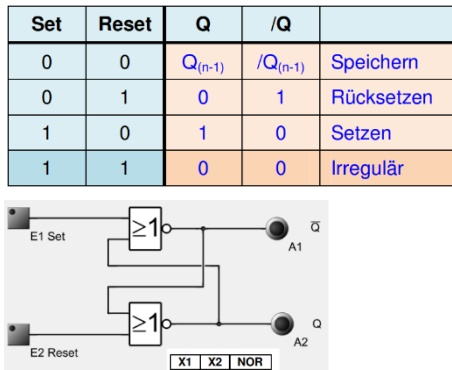 Set Reset Q /Q
0 0 Q(n-1) /Q(n-1) Speichern
0 1 0 1 Rücksetzen
1 0 1 0 Setzen
1 1 0 0 Irregulär
E1 Set
≥1
Q̅
A1
≥1
Q
A2
E2 Reset
X1 X2 NOR